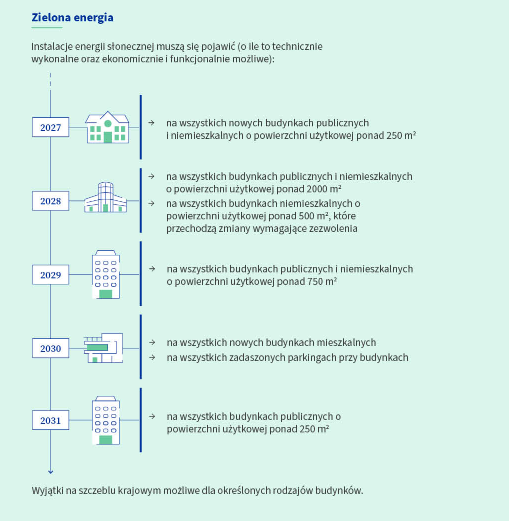 Zielona energia
Instalacje energii słonecznej muszą się pojawić (o ile to technicznie
wykonalne oraz ekonomicznie i funkcjonalnie możliwe):
2027
→ na wszystkich nowych budynkach publicznych
i niemieszkalnych o powierzchni użytkowej ponad 250 m²
2028
→ na wszystkich budynkach publicznych i niemieszkalnych
o powierzchni użytkowej ponad 2000 m²
→ na wszystkich budynkach niemieszkalnych o
powierzchni użytkowej ponad 500 m², które
przechodzą zmiany wymagające zezwolenia
2029
→ na wszystkich budynkach publicznych i niemieszkalnych
o powierzchni użytkowej ponad 750 m²
2030
→ na wszystkich nowych budynkach mieszkalnych
→ na wszystkich zadaszonych parkingach przy budynkach
2031
→ na wszystkich budynkach publicznych o
powierzchni użytkowej ponad 250 m²
Wyjątki na szczeblu krajowym możliwe dla określonych rodzajów budynków.